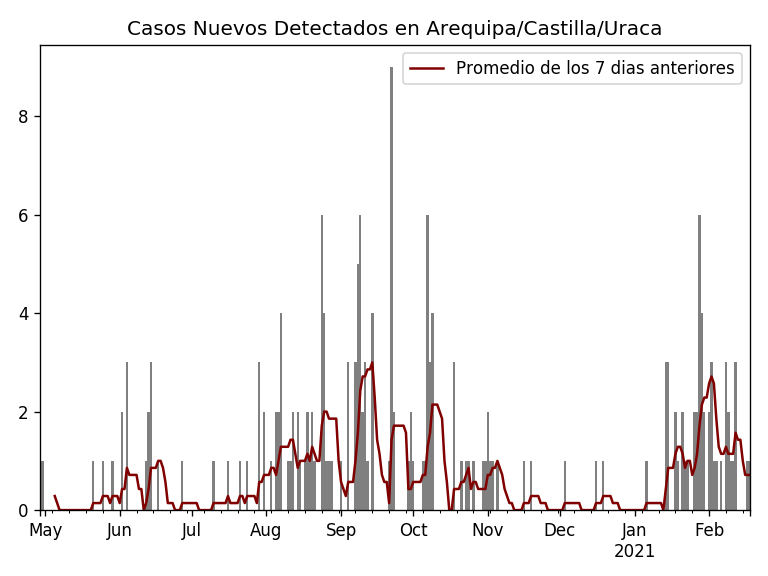 Casos Nuevos Detectados en Arequipa/Castilla/Uraca
Promedio de los 7 dias anteriores
8
6
4
2
0
May Jun Jul Aug Sep Oct Nov Dec Jan Feb
2021